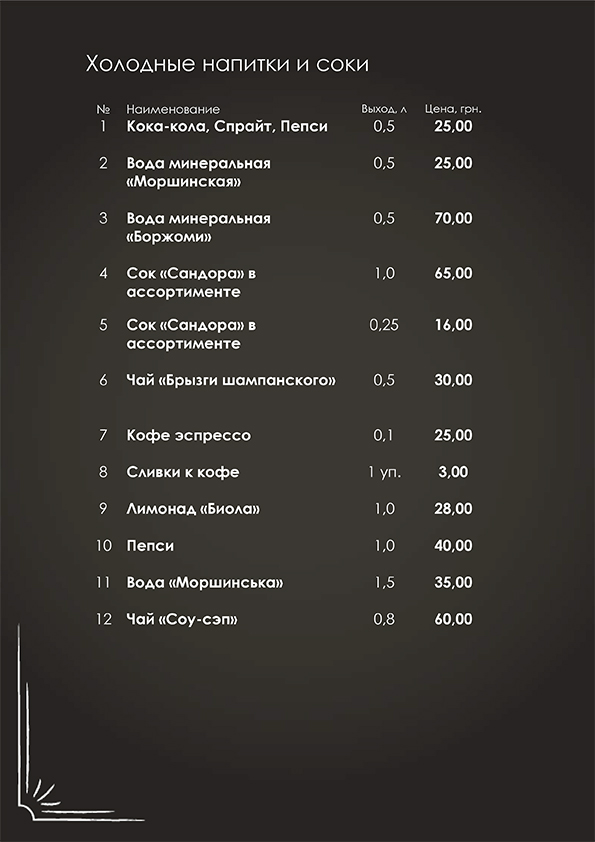 Холодные напитки и соки
№ Наименование Выход, л Цена, грн.
1 Кока-кола, Спрайт, Пепси 0,5 25,00
2 Вода минеральная 0,5 25,00
«Моршинская»
3 Вода минеральная 0,5 70,00
«Боржоми»
4 Сок «Сандора» в 1,0 65,00
ассортименте
5 Сок «Сандора» в 0,25 16,00
ассортименте
6 Чай «Брызги шампанского» 0,5 30,00
7 Кофе эспрессо 0,1 25,00
8 Сливки к кофе 1 уп. 3,00
9 Лимонад «Биола» 1,0 28,00
10 Пепси 1,0 40,00
11 Вода «Моршинська» 1,5 35,00
12 Чай «Соу-сэп» 0,8 60,00